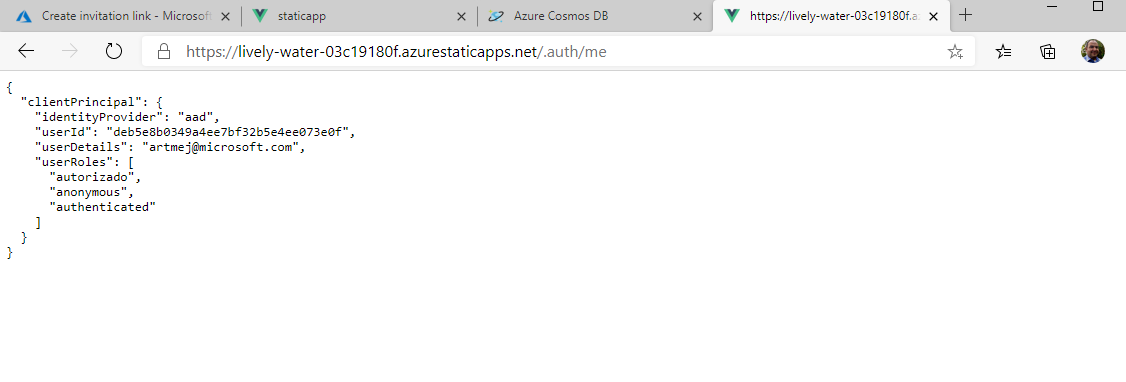 Create invitation link - Microsof
staticapp
Azure Cosmos DB
https://lively-water-03c19180f.a
https://lively-water-03c19180f.azurestaticapps.net/.auth/me
{
  "clientPrincipal": {
    "identityProvider": "aad",
    "userId": "deb5e8b0349a4ee7bf32b5e4ee073e0f",
    "userDetails": "artmej@microsoft.com",
    "userRoles": [
      "autorizado",
      "anonymous",
      "authenticated"
    ]
  }
}